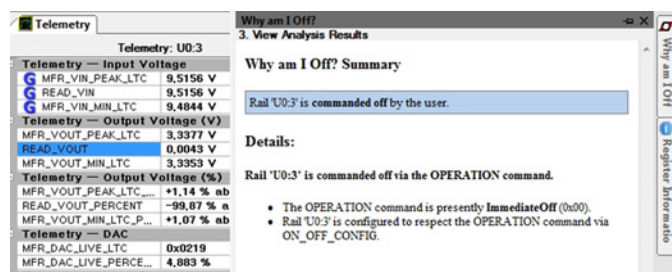 Telemetry
Telemetry: U0:3
Telemetry — Input Voltage
G MFR_VIN_PEAK_LTC 9,5156 V
G READ_VIN 9,5156 V
G MFR_VIN_MIN_LTC 9,4844 V
Telemetry — Output Voltage (V)
MFR_VOUT_PEAK_LTC 3,3377 V
READ_VOUT 0,0043 V
MFR_VOUT_MIN_LTC 3,3353 V
Telemetry — Output Voltage (%)
MFR_VOUT_PEAK_LTC_... +1,14 % ab
READ_VOUT_PERCENT -99,87 % a
MFR_VOUT_MIN_LTC_P... +1,07 % ab
Telemetry — DAC
MFR_DAC_LIVE_LTC 0x0219
MFR_DAC_LIVE_PERCE... 4,883 %
Why am I Off?
3. View Analysis Results
Why am I Off? Summary
Rail 'U0:3' is commanded off by the user.
Details:
Rail 'U0:3' is commanded off via the OPERATION command.
• The OPERATION command is presently ImmediateOff (0x00).
• Rail 'U0:3' is configured to respect the OPERATION command via
ON_OFF_CONFIG.
Why am I Off
Register Informatio